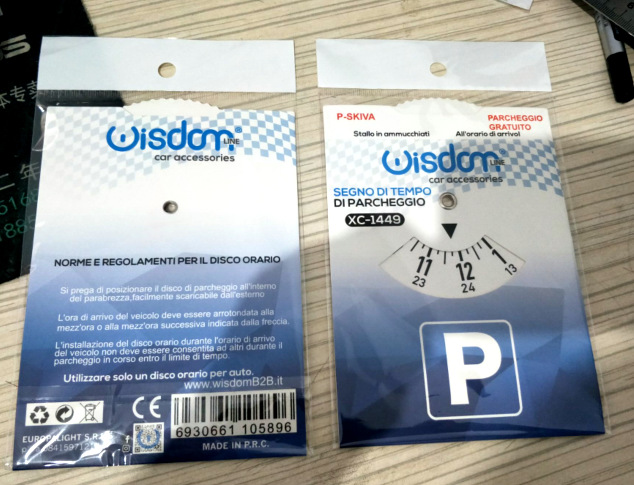 wisdom LINE
car accessories
NORME E REGOLAMENTI PER IL DISCO ORARIO
Si prega di posizionare il disco di parcheggio all'interno
del parabrezza,facilmente scaricabile dall'esterno
L'ora di arrivo del veicolo deve essere arrotondata alla
mezz'ora o alla mezz'ora successiva indicata dalla freccia.
L'installazione del disco orario durante l'orario di arrivo
del veicolo non deve essere consentita ad altri durante il
parcheggio in corso entro il limite di tempo.
Utilizzare solo un disco orario per auto.
www.wisdomB2B.it
CE
6930661 105896
MADE IN P.R.C.
P-SKIVA
PARCHEGGIO
GRATUITO
Stallo in ammucchiati
All'orario di arrivo!
wisdom LINE
car accessories
SEGNO DI TEMPO
DI PARCHEGGIO
XC-1449
11 12 1
23 24 13
P